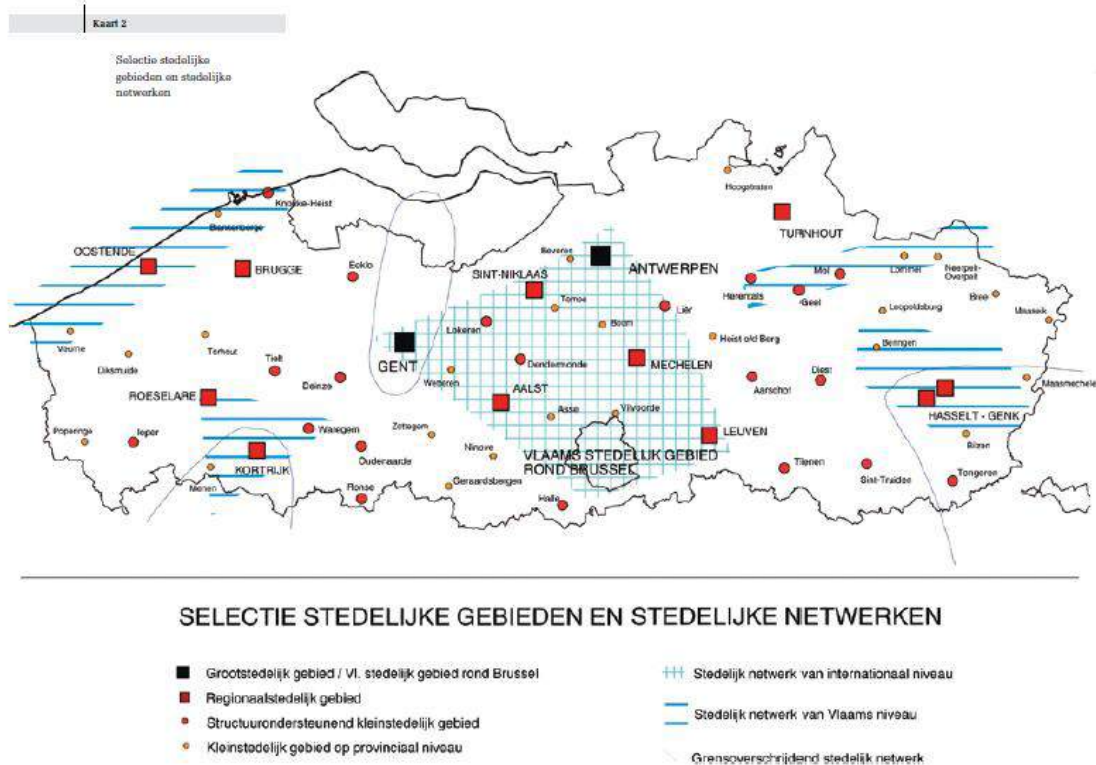 Kaart 2
Selectie stedelijke
gebieden en stedelijke
netwerken
Hoogstraten
Knokke-Heist
Blankenberge
TURNHOUT
OOSTENDE
BRUGGE
Eeklo
Beveren
ANTWERPEN
SINT-NIKLAAS
Mol
Lommel
Neerpelt-
Overpelt
Herentals
Geel
Bree
Temse
Lier
Leopoldsburg
Maaseik
Lokeren
Boom
Veurne
Torhout
Heist o/d Berg
Beringen
Diksmuide
Tielt
GENT
Dendermonde
MECHELEN
Deinze
Wetteren
Aarschot
Diest
Maasmechelen
ROESELARE
AALST
HASSELT - GENK
Asse
Vilvoorde
Poperinge
Ieper
Waregem
Zottegem
LEUVEN
Bilzen
KORTRIJK
Oudenaarde
Ninove
VLAAMS STEDELIJK GEBIED
ROND BRUSSEL
Menen
Ronse
Geraardsbergen
Halle
Tienen
Sint-Truiden
Tongeren
SELECTIE STEDELIJKE GEBIEDEN EN STEDELIJKE NETWERKEN
Grootstedelijk gebied / Vl. stedelijk gebied rond Brussel
Regionaalstedelijk gebied
Structuurondersteunend kleinstedelijk gebied
Kleinstedelijk gebied op provinciaal niveau
Stedelijk netwerk van internationaal niveau
Stedelijk netwerk van Vlaams niveau
Grensoverschrijdend stedelijk netwerk